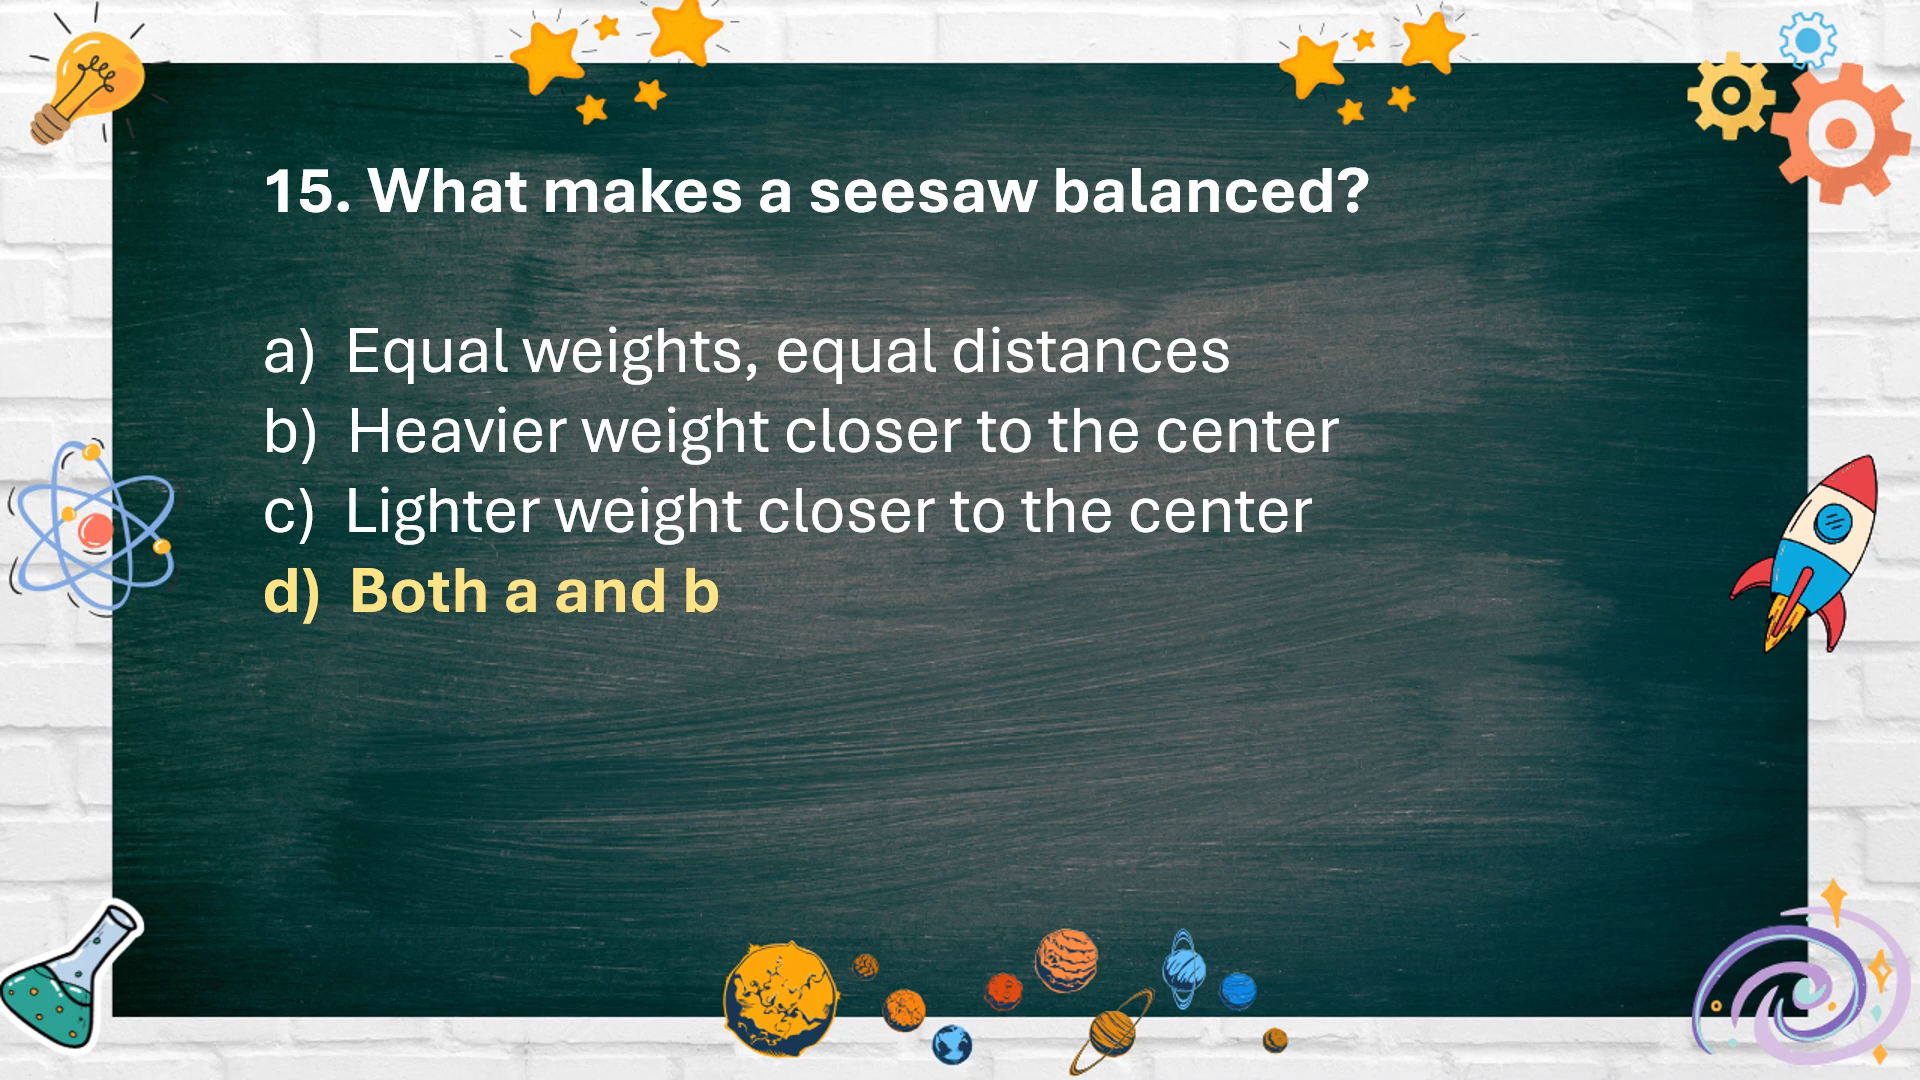 15. What makes a seesaw balanced?
a) Equal weights, equal distances
b) Heavier weight closer to the center
c) Lighter weight closer to the center
d) Both a and b